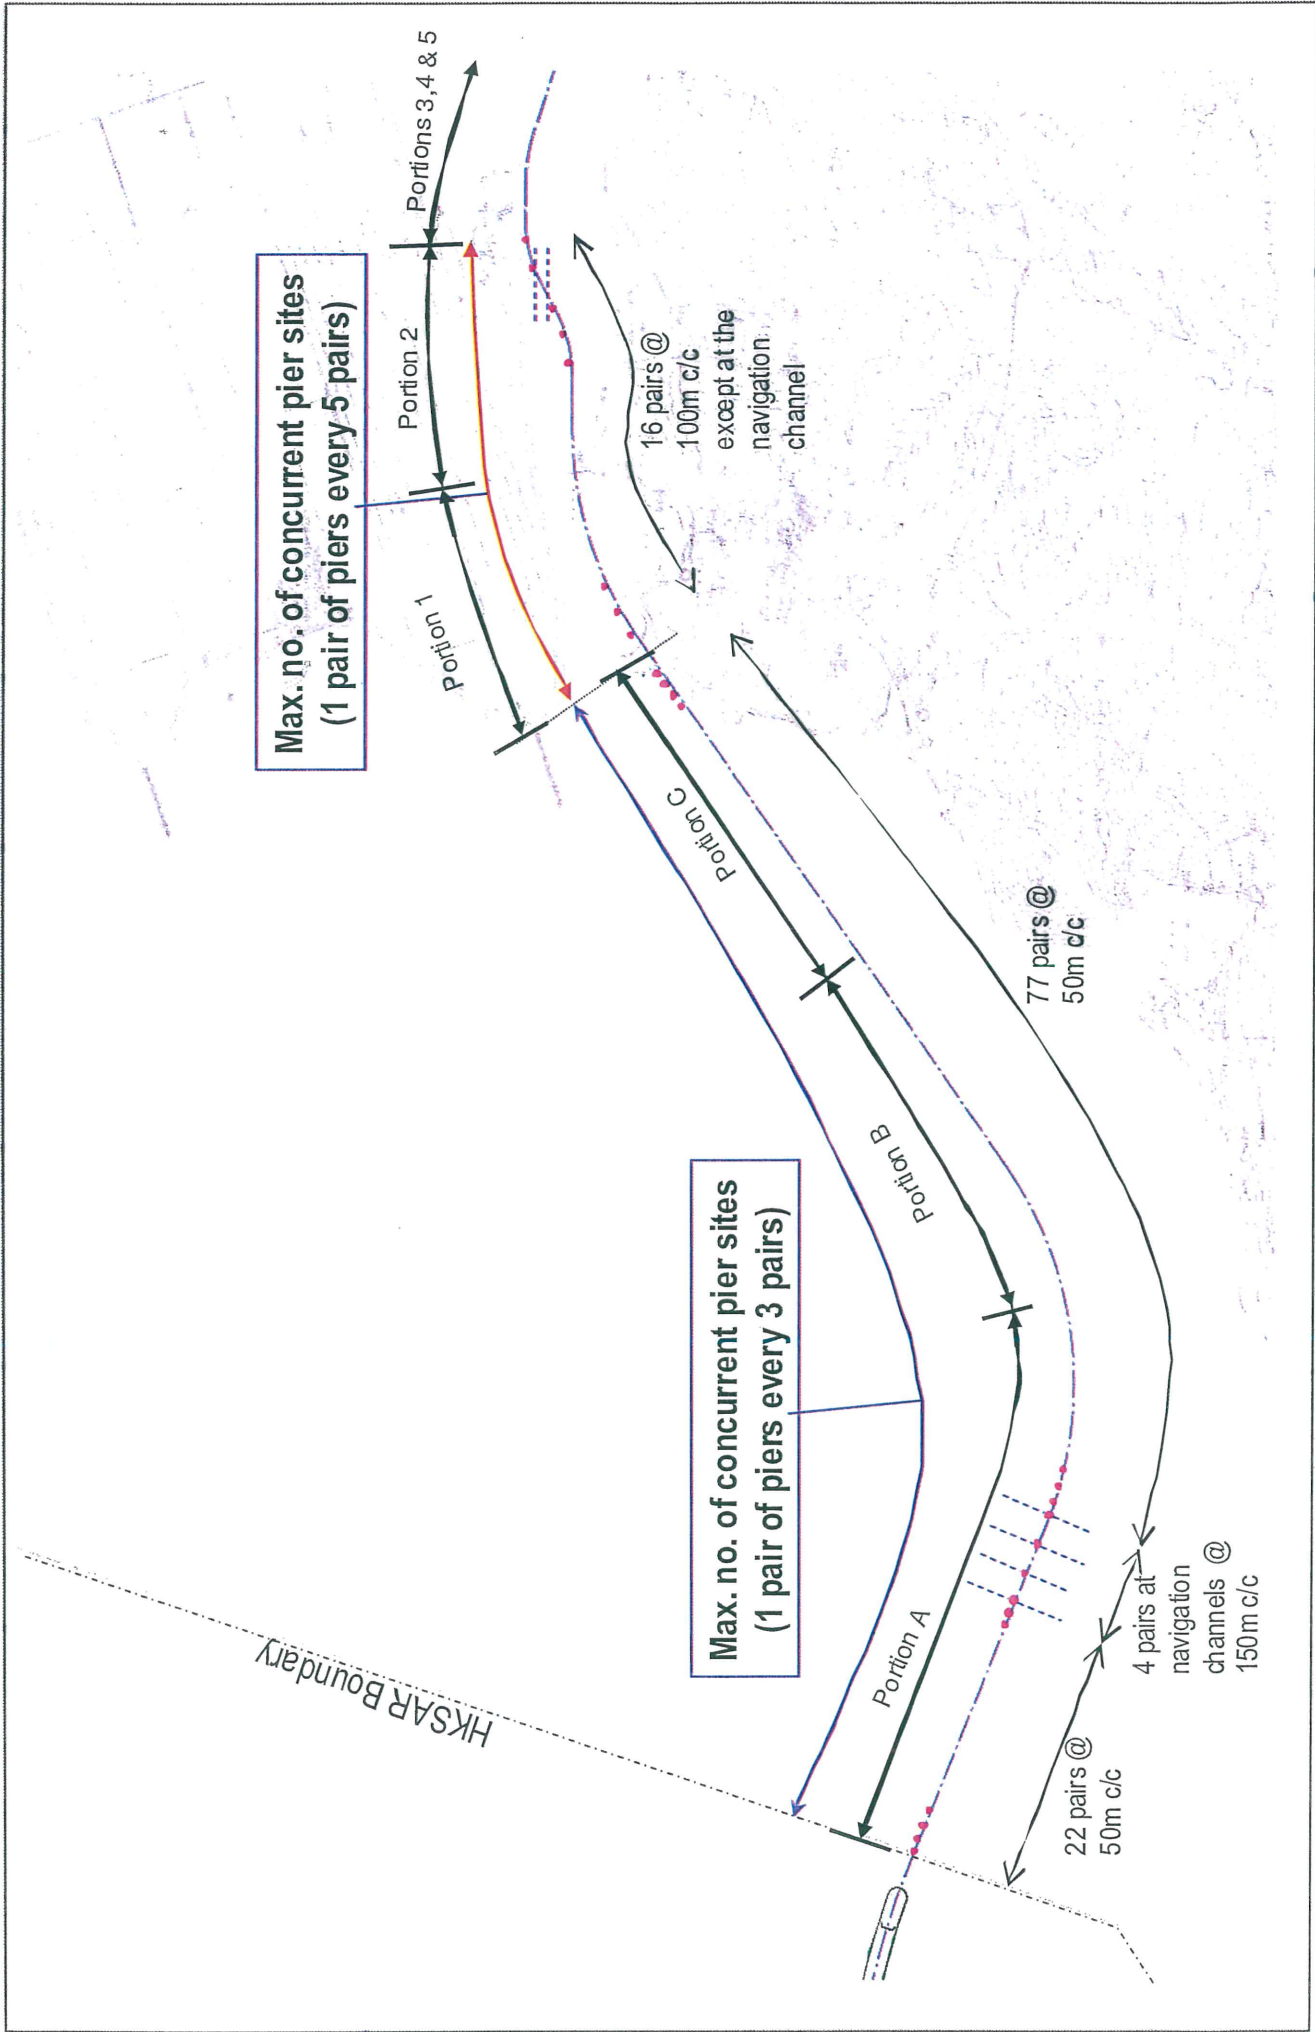 HKSAR Boundary
Max. no. of concurrent pier sites
(1 pair of piers every 3 pairs)
Max. no. of concurrent pier sites
(1 pair of piers every 5 pairs)
Portion A
Portion B
Portion C
Portion 1
Portion 2
Portions 3,4 & 5
22 pairs @
50m c/c
4 pairs at
navigation
channels @
150m c/c
77 pairs @
50m c/c
16 pairs @
100m c/c
except at the
navigation
channel